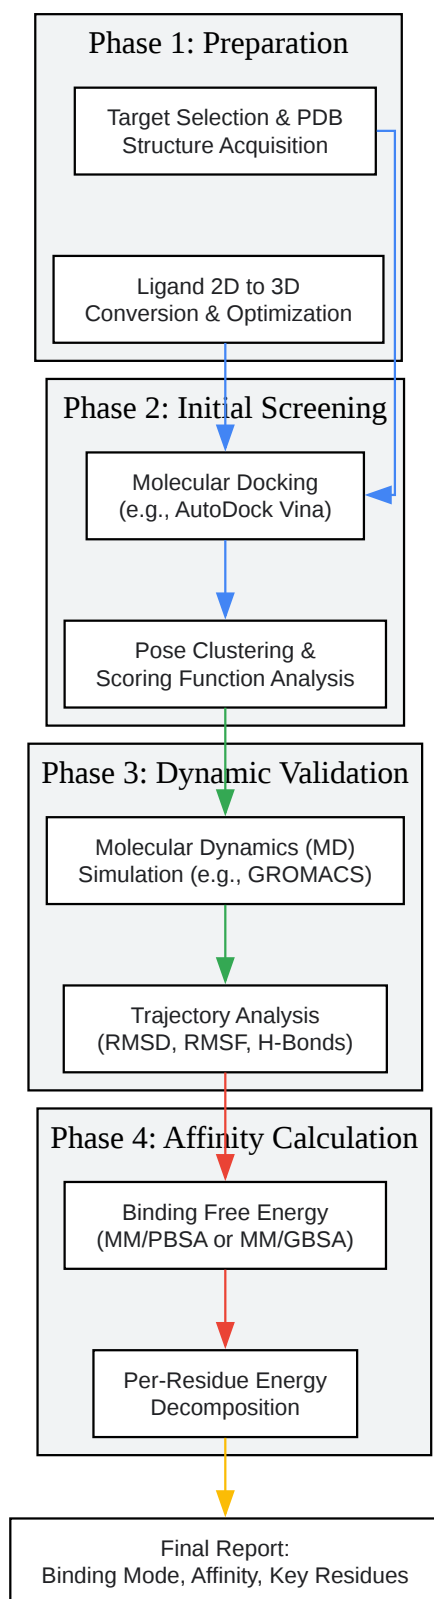 Phase 1: Preparation
Target Selection & PDB
Structure Acquisition
Ligand 2D to 3D
Conversion & Optimization
Phase 2: Initial Screening
Molecular Docking
(e.g., AutoDock Vina)
Pose Clustering &
Scoring Function Analysis
Phase 3: Dynamic Validation
Molecular Dynamics (MD)
Simulation (e.g., GROMACS)
Trajectory Analysis
(RMSD, RMSF, H-Bonds)
Phase 4: Affinity Calculation
Binding Free Energy
(MM/PBSA or MM/GBSA)
Per-Residue Energy
Decomposition
Final Report:
Binding Mode, Affinity, Key Residues